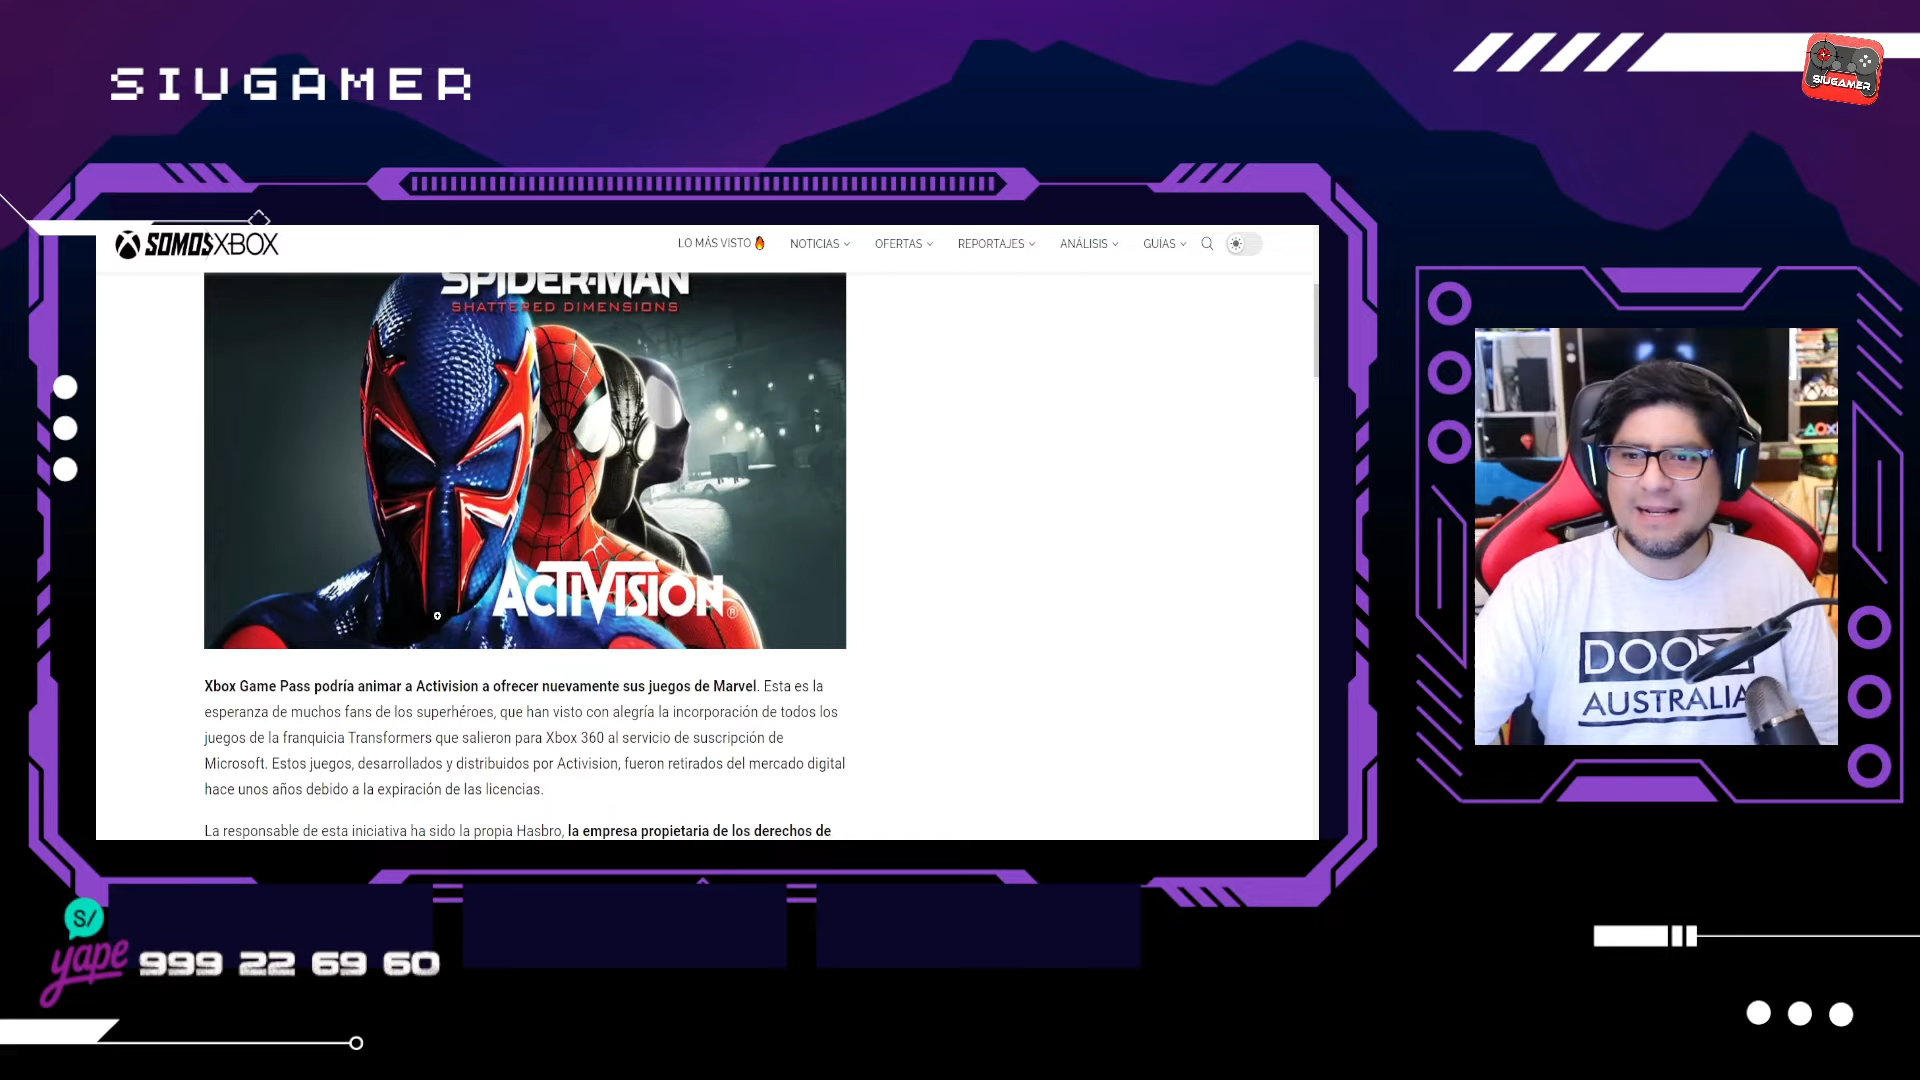 SIUGAMER
SIUGAMER
SOMOSXBOX
LO MÁS VISTO
NOTICIAS
OFERTAS
REPORTAJES
ANÁLISIS
GUÍAS
SPIDER-MAN
SHATTERED DIMENSIONS
ACTIVISION®
Xbox Game Pass podría animar a Activision a ofrecer nuevamente sus juegos de Marvel. Esta es la
esperanza de muchos fans de los superhéroes, que han visto con alegría la incorporación de todos los
juegos de la franquicia Transformers que salieron para Xbox 360 al servicio de suscripción de
Microsoft. Estos juegos, desarrollados y distribuidos por Activision, fueron retirados del mercado digital
hace unos años debido a la expiración de las licencias.
La responsable de esta iniciativa ha sido la propia Hasbro, la empresa propietaria de los derechos de
AUSTRALIA
S/
yape
999 22 69 60